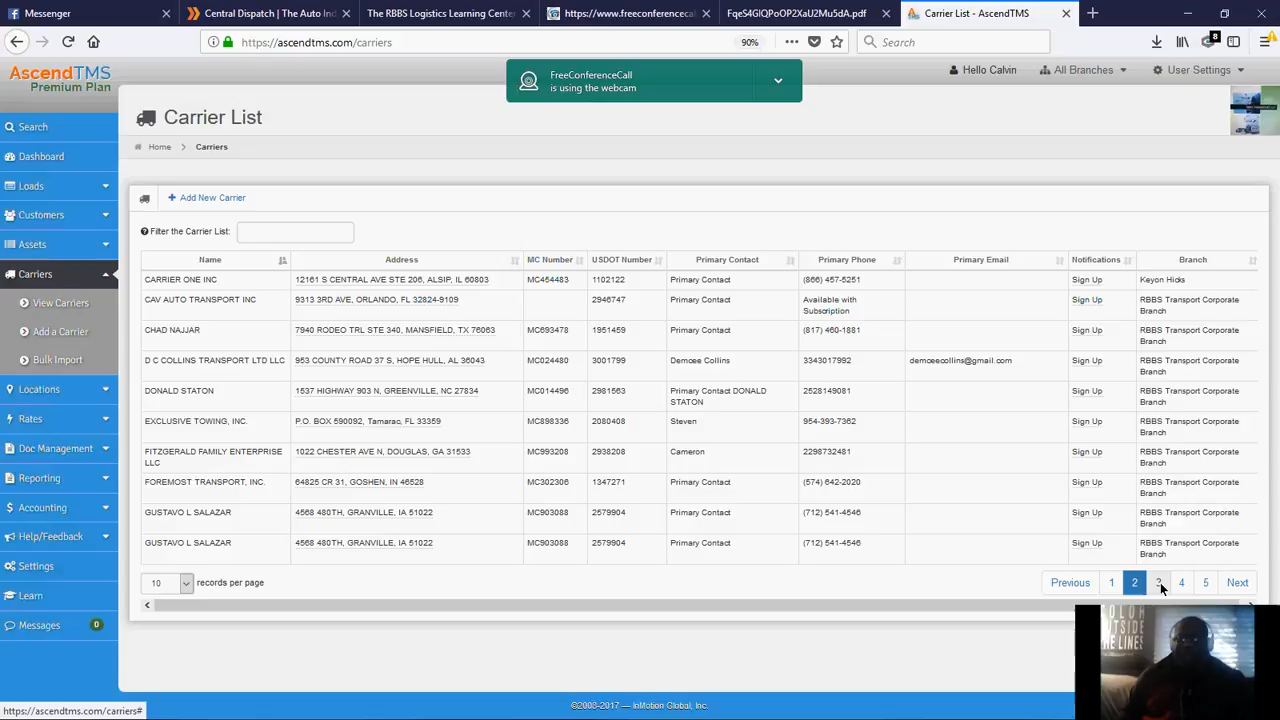 Messenger
Central Dispatch | The Auto Ind
The RBBS Logistics Learning Center
https://www.freeconferenceca
FqeS4GlQPoOP2XaU2Mu5dA.pdf
Carrier List - AscendTMS
https://ascendtms.com/carriers
90%
Search
8
AscendTMS
Premium Plan
FreeConferenceCall
is using the webcam
Hello Calvin
All Branches
User Settings
Search
Dashboard
Loads
Customers
Assets
Carriers
View Carriers
Add a Carrier
Bulk Import
Locations
Rates
Doc Management
Reporting
Accounting
Help/Feedback
Settings
Learn
Messages 0
Carrier List
Home > Carriers
+ Add New Carrier
Filter the Carrier List:
Name Address MC Number USDOT Number Primary Contact Primary Phone Primary Email Notifications Branch
CARRIER ONE INC 12161 S CENTRAL AVE STE 206, ALSIP, IL 60803 MC454483 1102122 Primary Contact (866) 457-5251 Sign Up Keyon Hicks
CAV AUTO TRANSPORT INC 9313 3RD AVE, ORLANDO, FL 32824-9109 2946747 Primary Contact Available with Sign Up RBBS Transport Corporate
Subscription Branch
CHAD NAJJAR 7940 RODEO TRL STE 340, MANSFIELD, TX 76063 MC693478 1951459 Primary Contact (817) 460-1881 Sign Up RBBS Transport Corporate
Branch
D C COLLINS TRANSPORT LTD LLC 953 COUNTY ROAD 37 S, HOPE HULL, AL 36043 MC024480 3001799 Demcee Collins 3343017992 demceecollins@gmail.com Sign Up RBBS Transport Corporate
Branch
DONALD STATON 1537 HIGHWAY 903 N, GREENVILLE, NC 27834 MC014496 2981563 Primary Contact DONALD 2528149081 Sign Up RBBS Transport Corporate
STATON Branch
EXCLUSIVE TOWING, INC. P.O. BOX 590092, Tamarac, FL 33359 MC898336 2080408 Steven 954-393-7362 Sign Up RBBS Transport Corporate
Branch
FITZGERALD FAMILY ENTERPRISE 1022 CHESTER AVE N, DOUGLAS, GA 31533 MC993208 2938208 Cameron 2298732481 Sign Up RBBS Transport Corporate
LLC Branch
FOREMOST TRANSPORT, INC. 64825 CR 31, GOSHEN, IN 46528 MC302306 1347271 Primary Contact (574) 642-2020 Sign Up RBBS Transport Corporate
Branch
GUSTAVO L SALAZAR 4568 480TH, GRANVILLE, IA 51022 MC903088 2579904 Primary Contact (712) 541-4546 Sign Up RBBS Transport Corporate
Branch
GUSTAVO L SALAZAR 4568 480TH, GRANVILLE, IA 51022 MC903088 2579904 Primary Contact (712) 541-4546 Sign Up RBBS Transport Corporate
Branch
10 records per page
Previous 1 2 3 4 5 Next
OUTSIDE
THE LINES
https://ascendtms.com/carriers#
©2008-2017 — InMotion Global, Inc.